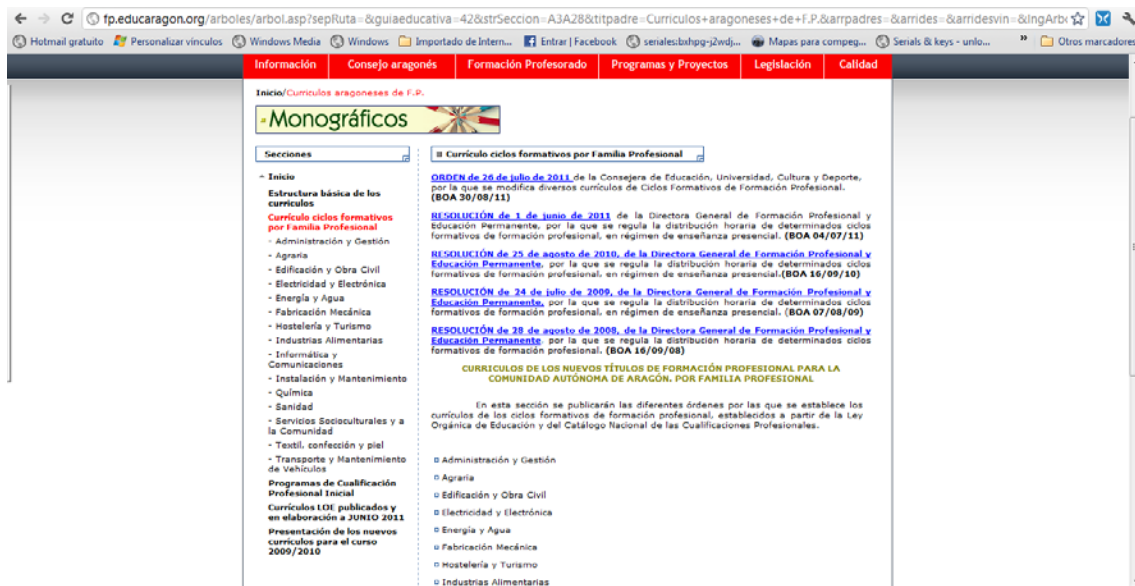 fp.educaragon.org/arboles/arbol.asp?sepRuta=&guiaeducativa=42&strSeccion=A3A28&titpadre=Curriculos+aragoneses+de+F.P.&arrpadres=&arrides=&arridesvin=&lngArb
Hotmail gratuito Personalizar vínculos Windows Media Windows Importado de Intern... Entrar | Facebook seriales:bxhpg-j2wdj... Mapas para compeg... Serials & keys - unlo... » Otros marcadores
Información Consejo aragonés Formación Profesorado Programas y Proyectos Legislación Calidad
Inicio/Curriculos aragoneses de F.P.
Monográficos
Secciones
Inicio
Estructura básica de los
curriculos
Currículo ciclos formativos
por Familia Profesional
- Administración y Gestión
- Agraria
- Edificación y Obra Civil
- Electricidad y Electrónica
- Energía y Agua
- Fabricación Mecánica
- Hostelería y Turismo
- Industrias Alimentarias
- Informática y
Comunicaciones
- Instalación y Mantenimiento
- Química
- Sanidad
- Servicios Socioculturales y a
la Comunidad
- Textil, confección y piel
- Transporte y Mantenimiento
de Vehículos
Programas de Cualificación
Profesional Inicial
Currículos LOE publicados y
en elaboración a JUNIO 2011
Presentación de los nuevos
currículos para el curso
2009/2010
Currículo ciclos formativos por Familia Profesional
ORDEN de 26 de julio de 2011 de la Consejera de Educación, Universidad, Cultura y Deporte,
por la que se modifica diversos currículos de Ciclos Formativos de Formación Profesional.
(BOA 30/08/11)
RESOLUCIÓN de 1 de junio de 2011 de la Directora General de Formación Profesional y
Educación Permanente, por la que se regula la distribución horaria de determinados ciclos
formativos de formación profesional, en régimen de enseñanza presencial. (BOA 04/07/11)
RESOLUCIÓN de 25 de agosto de 2010, de la Directora General de Formación Profesional y
Educación Permanente, por la que se regula la distribución horaria de determinados ciclos
formativos de formación profesional, en régimen de enseñanza presencial.(BOA 16/09/10)
RESOLUCIÓN de 24 de julio de 2009, de la Directora General de Formación Profesional y
Educación Permanente, por la que se regula la distribución horaria de determinados ciclos
formativos de formación profesional, en régimen de enseñanza presencial. (BOA 07/08/09)
RESOLUCIÓN de 28 de agosto de 2008, de la Directora General de Formación Profesional y
Educación Permanente, por la que se regula la distribución horaria de determinados ciclos
formativos de formación profesional. (BOA 16/09/08)
CURRICULOS DE LOS NUEVOS TÍTULOS DE FORMACIÓN PROFESIONAL PARA LA
COMUNIDAD AUTÓNOMA DE ARAGÓN. POR FAMILIA PROFESIONAL
En esta sección se publicarán las diferentes órdenes por las que se establece los
currículos de los ciclos formativos de formación profesional, establecidos a partir de la Ley
Orgánica de Educación y del Catálogo Nacional de las Cualificaciones Profesionales.
Administración y Gestión
Agraria
Edificación y Obra Civil
Electricidad y Electrónica
Energía y Agua
Fabricación Mecánica
Hostelería y Turismo
Industrias Alimentarias